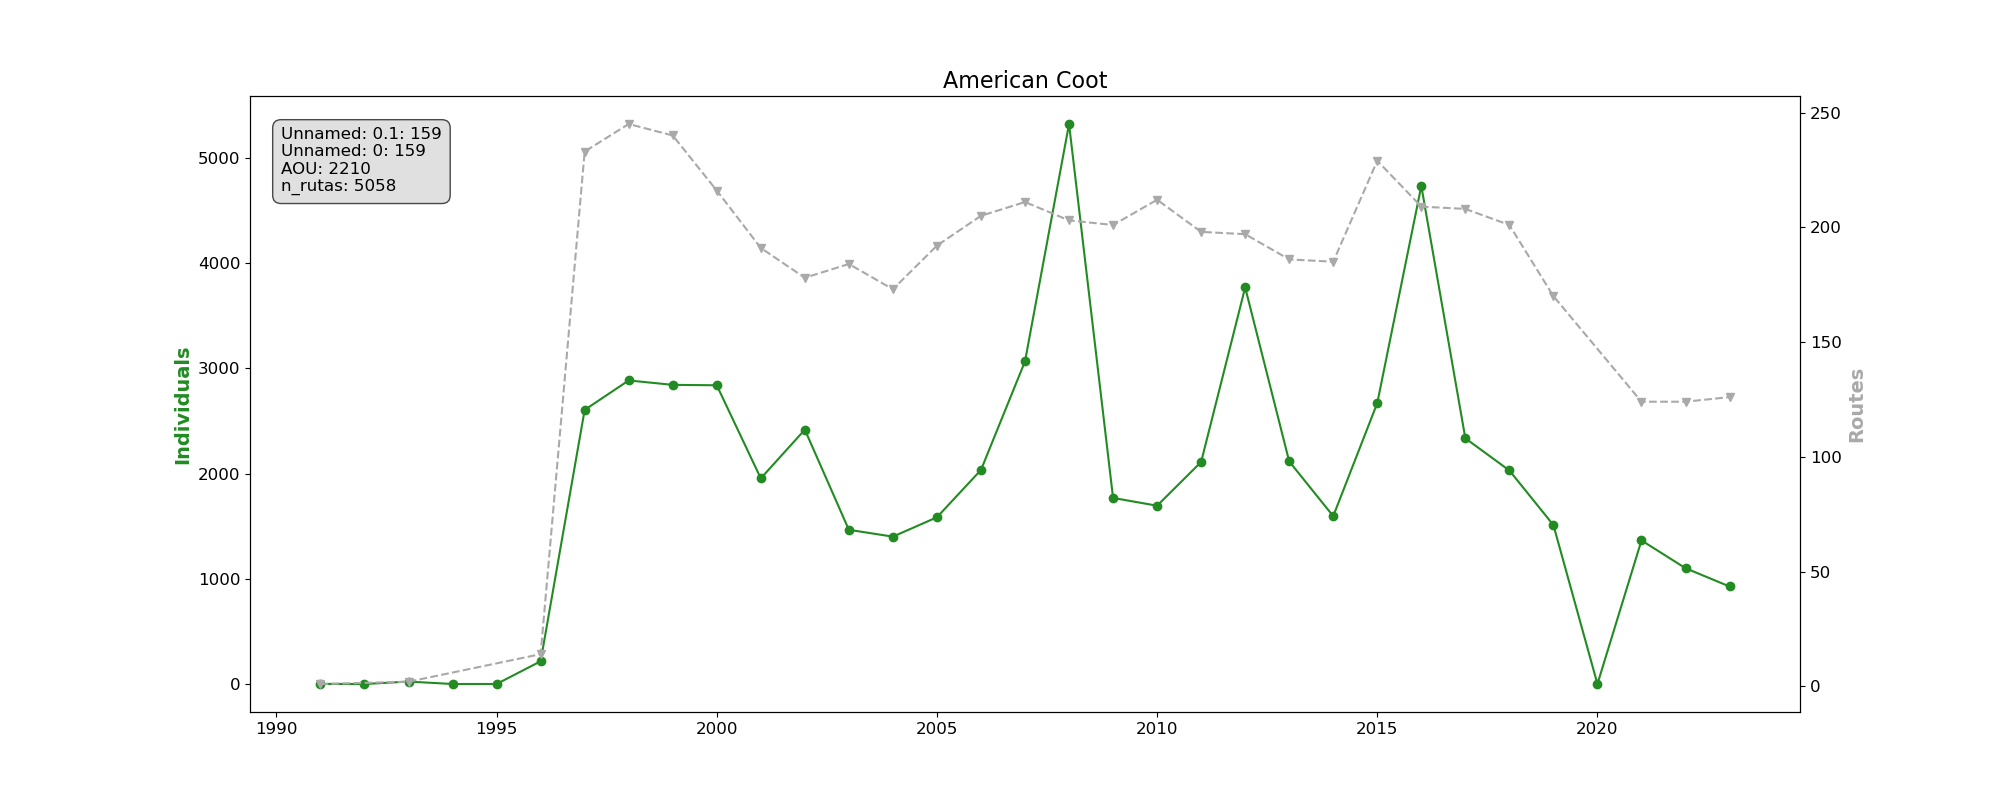 American Coot
Unnamed: 0.1: 159
Unnamed: 0: 159
AOU: 2210
n_rutas: 5058
5000
4000
3000
2000
1000
0
Individuals
250
200
150
100
50
0
Routes
1990 1995 2000 2005 2010 2015 2020